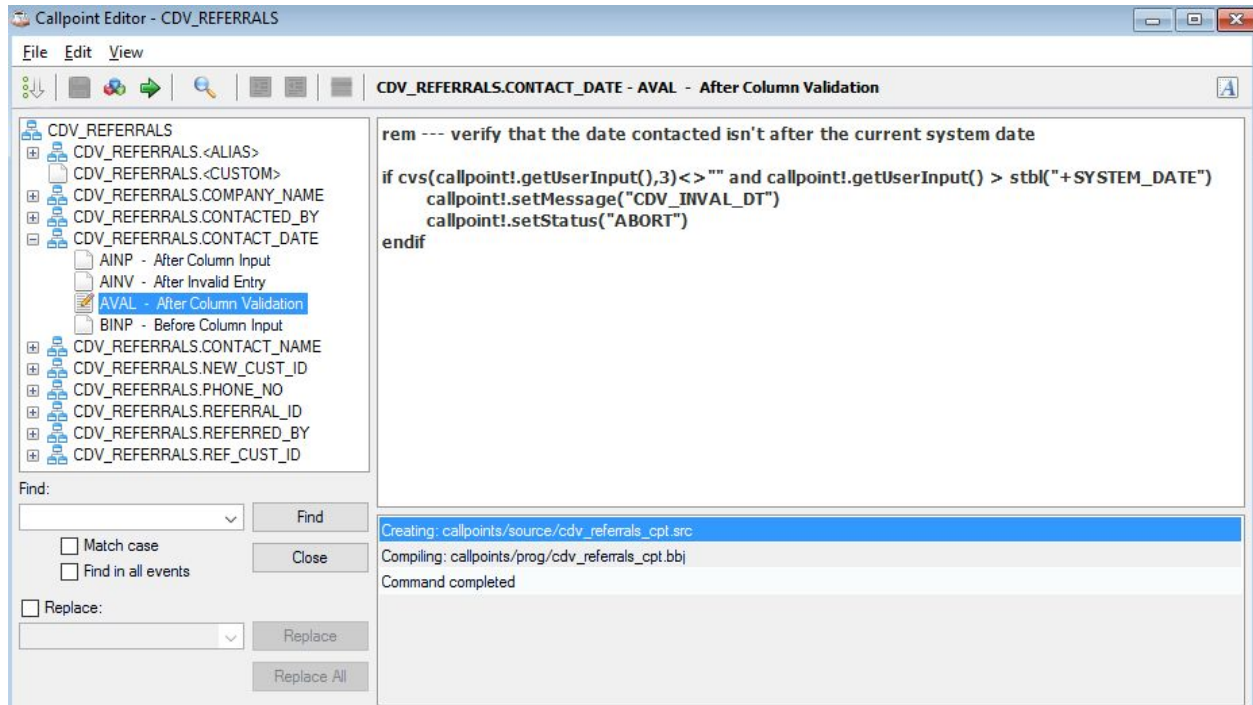 Callpoint Editor - CDV_REFERRALS
File Edit View
CDV_REFERRALS.CONTACT_DATE - AVAL - After Column Validation
A
CDV_REFERRALS
CDV_REFERRALS.<ALIAS>
CDV_REFERRALS.<CUSTOM>
CDV_REFERRALS.COMPANY_NAME
CDV_REFERRALS.CONTACTED_BY
CDV_REFERRALS.CONTACT_DATE
AINP - After Column Input
AINV - After Invalid Entry
AVAL - After Column Validation
BINP - Before Column Input
CDV_REFERRALS.CONTACT_NAME
CDV_REFERRALS.NEW_CUST_ID
CDV_REFERRALS.PHONE_NO
CDV_REFERRALS.REFERRAL_ID
CDV_REFERRALS.REFERRED_BY
CDV_REFERRALS.REF_CUST_ID
rem --- verify that the date contacted isn't after the current system date
if cvs(callpoint!.getUserInput(),3)<>"" and callpoint!.getUserInput() > stbl("+SYSTEM_DATE")
callpoint!.setMessage("CDV_INVAL_DT")
callpoint!.setStatus("ABORT")
endif
Find:
Find
Match case
Find in all events
Close
Replace:
Replace
Replace All
Creating: callpoints/source/cdv_referrals_cpt.src
Compiling: callpoints/prog/cdv_referrals_cpt.bbj
Command completed